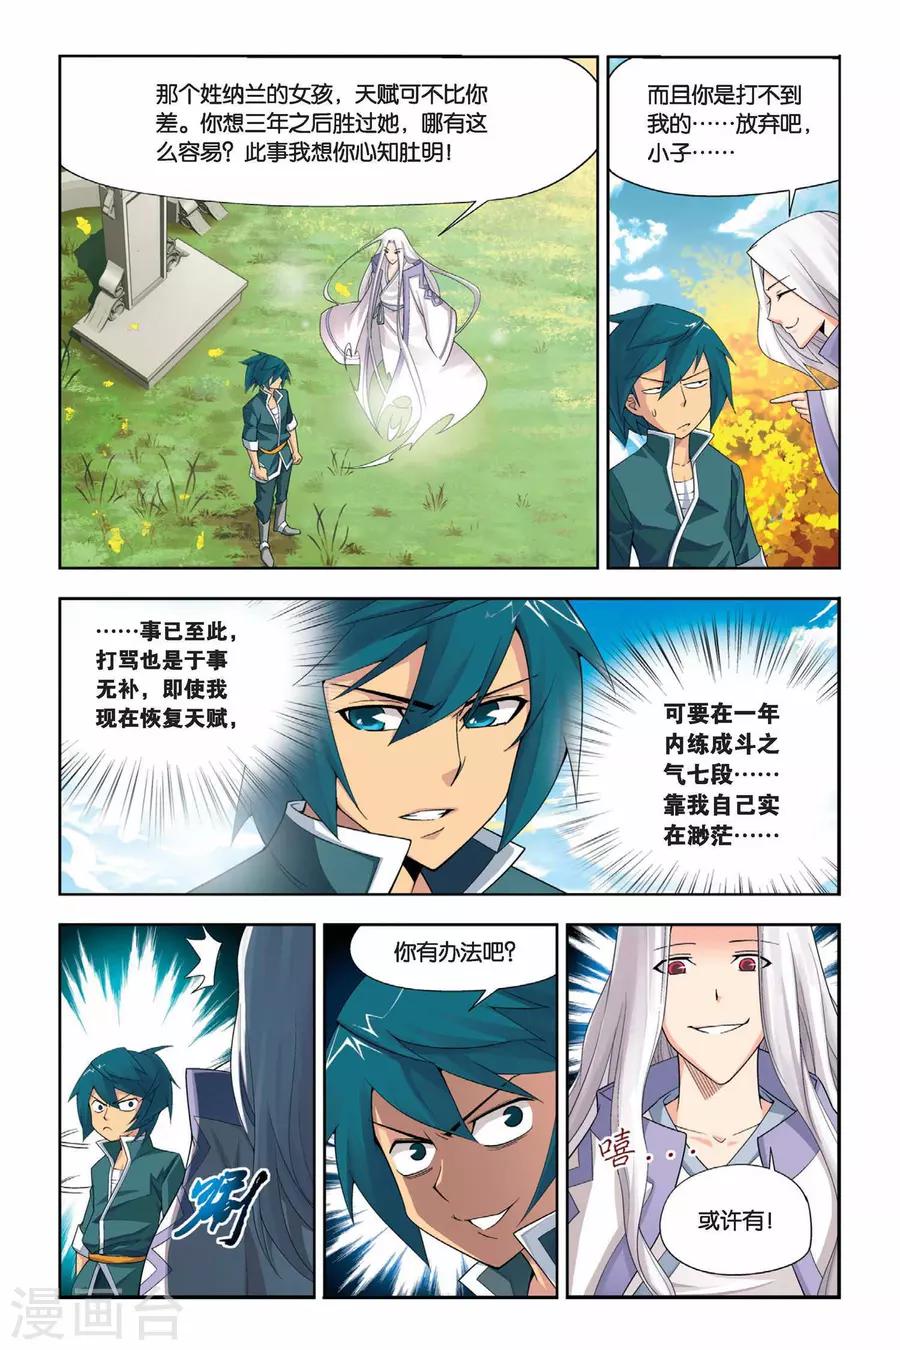 那个姓纳兰的女孩，天赋可不比你
差。你想三年之后胜过她，哪有这
么容易？此事我想你心知肚明！
而且你是打不到
我的……放弃吧，
小子……
……事已至此，
打骂也是于事
无补，即使我
现在恢复天赋，
可要在一年
内练成斗之
气七段……
靠我自己实
在渺茫……
唰
你有办法吧？
嘻...
或许有！
漫画台